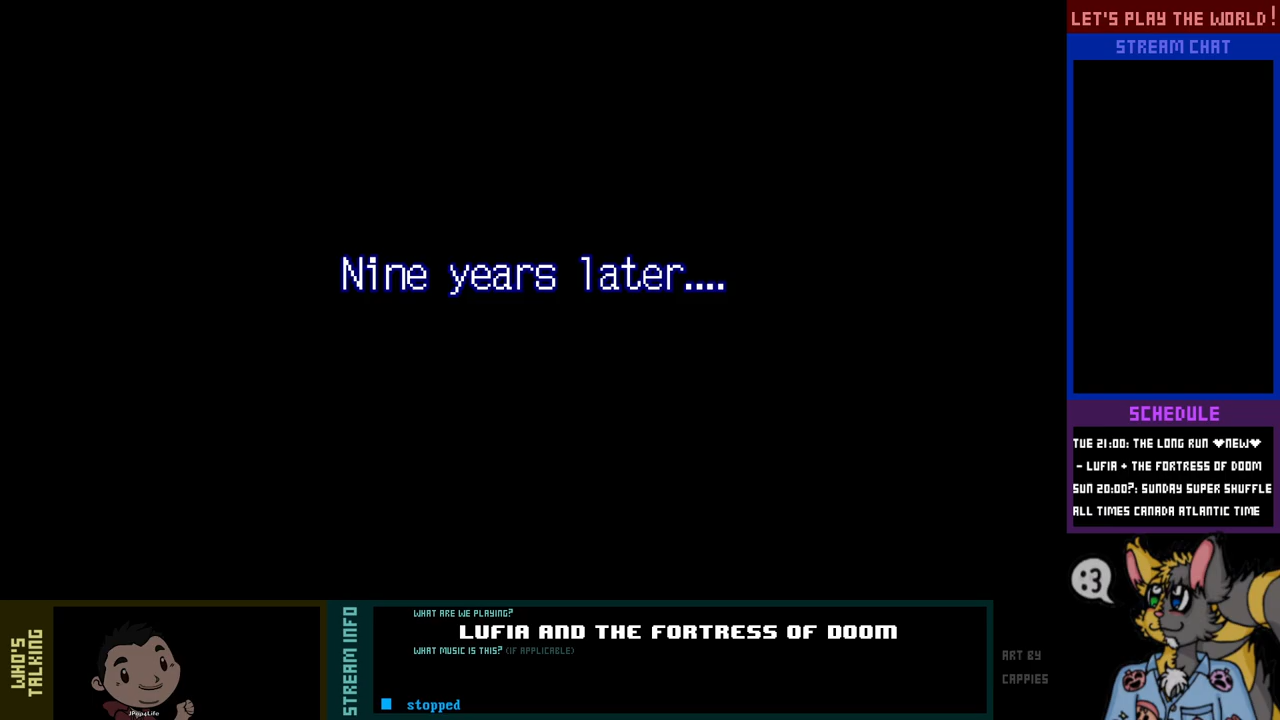 LET'S PLAY THE WORLD!
STREAM CHAT
Nine years later....
SCHEDULE
TUE 21:00: THE LONG RUN ❤NEW❤
- LUFIA + THE FORTRESS OF DOOM
SUN 20:00?: SUNDAY SUPER SHUFFLE
ALL TIMES CANADA ATLANTIC TIME
:3
WHO'S
TALKING
JPop4Life
STREAM INFO
WHAT ARE WE PLAYING?
LUFIA AND THE FORTRESS OF DOOM
WHAT MUSIC IS THIS? (IF APPLICABLE)
stopped
ART BY
CAPPIES